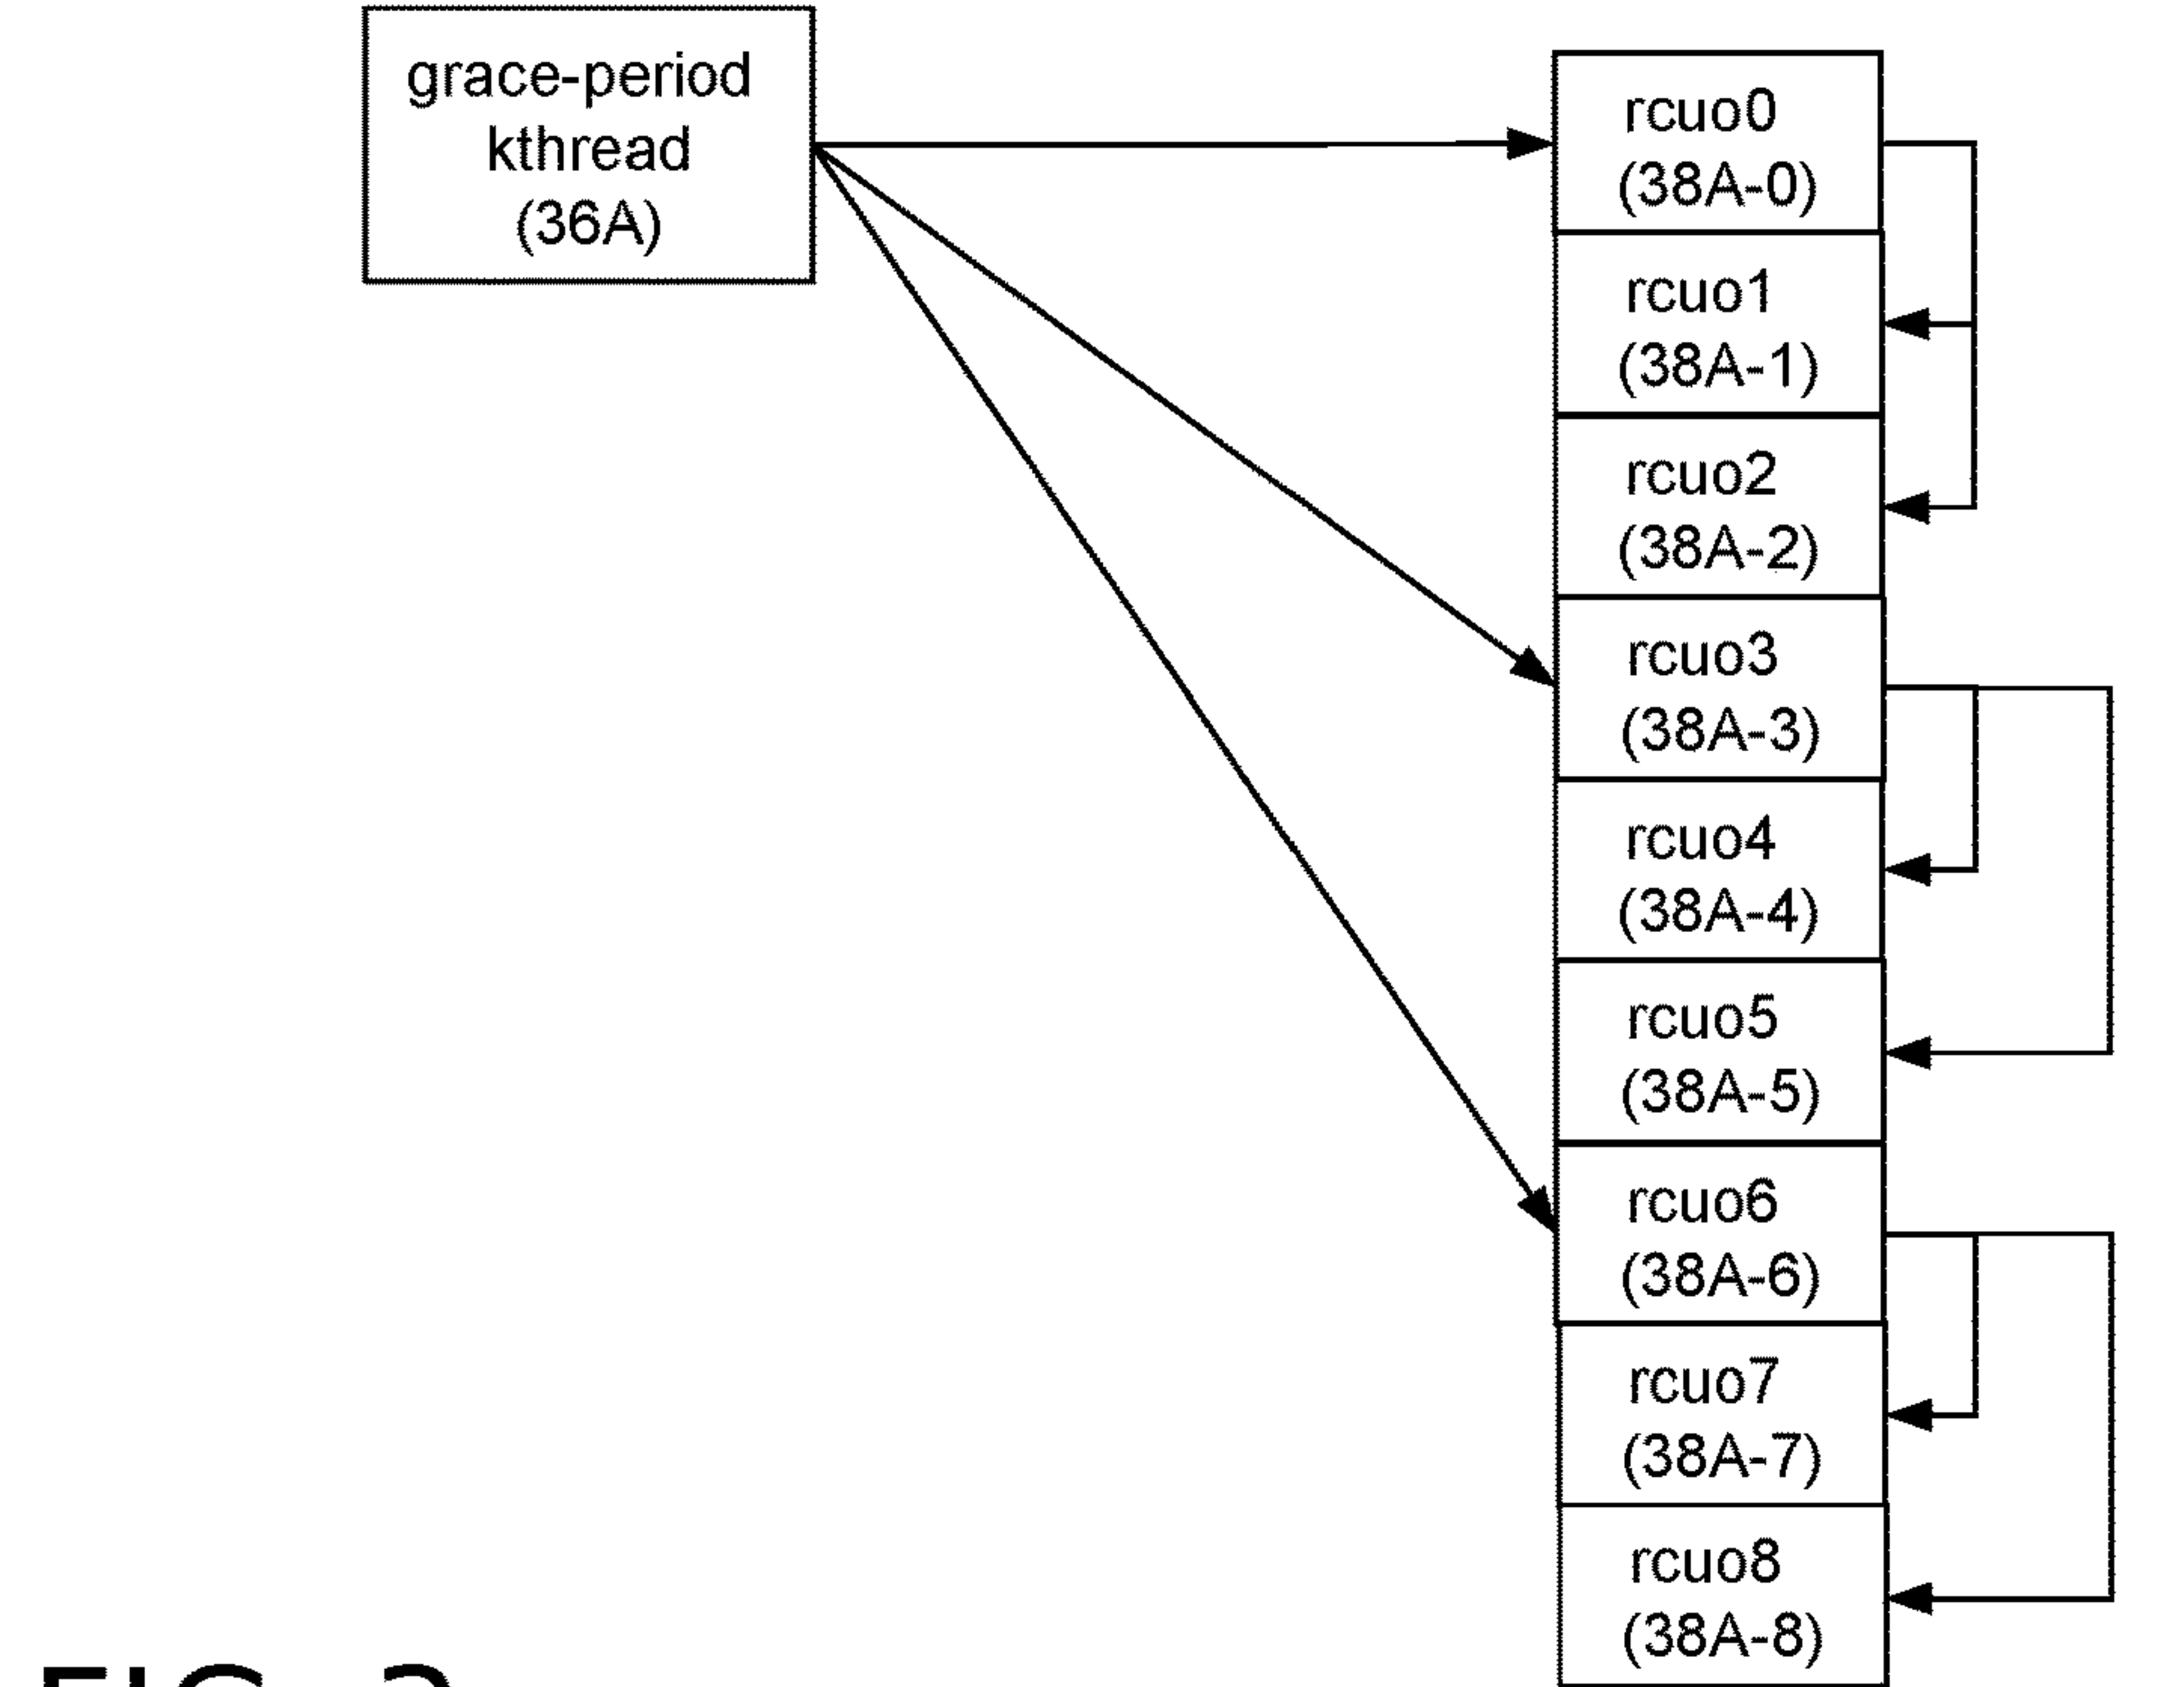 grace-period
kthread
(36A)
rcuo0
(38A-0)
rcuo1
(38A-1)
rcuo2
(38A-2)
rcuo3
(38A-3)
rcuo4
(38A-4)
rcuo5
(38A-5)
rcuo6
(38A-6)
rcuo7
(38A-7)
rcuo8
(38A-8)